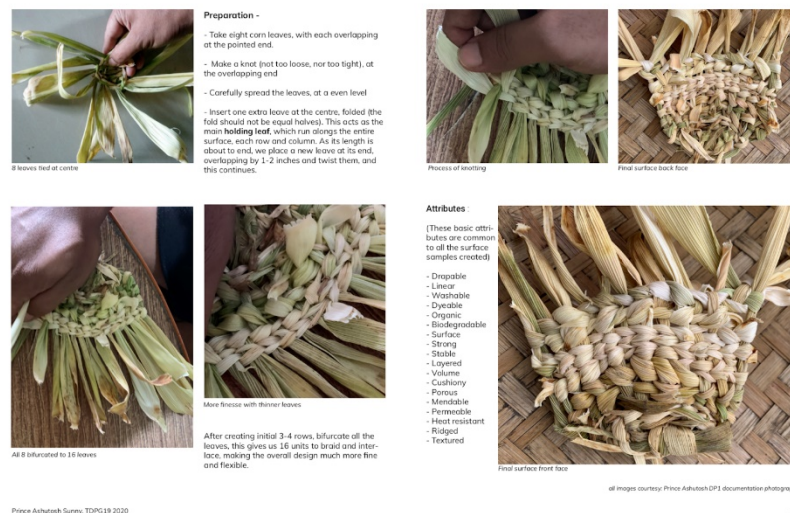 Preparation -
- Take eight corn leaves, with each overlapping
at the pointed end.
- Make a knot (not too loose, nor too tight), at
the overlapping end
- Carefully spread the leaves, at a even level
- Insert one extra leave at the centre, folded (the
fold should not be equal halves). This acts as the
main holding leaf, which run alongs the entire
surface, each row and column. As its length is
about to end, we place a new leave at its end,
overlapping by 1-2 inches and twist them, and
this continues.
8 leaves tied at centre
All 8 bifurcated to 16 leaves
More finesse with thinner leaves
After creating initial 3-4 rows, bifurcate all the
leaves, this gives us 16 units to braid and inter-
lace, making the overall design much more fine
and flexible.
Prince Ashutosh Sunny, TDPG19 2020
Process of knotting
Final surface back face
Attributes :
(These basic attri-
butes are common
to all the surface
samples created)
- Drapable
- Linear
- Washable
- Dyeable
- Organic
- Biodegradable
- Surface
- Strong
- Stable
- Layered
- Volume
- Cushiony
- Porous
- Mendable
- Permeable
- Heat resistant
- Ridged
- Textured
Final surface front face
all images courtesy: Prince Ashutosh DP1 documentation photogra